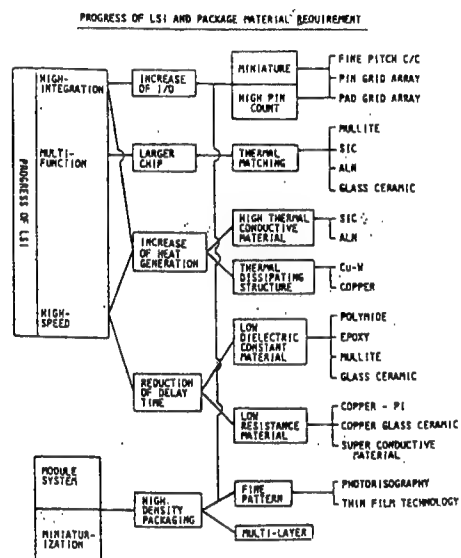 PROGRESS OF LSI AND PACKAGE MATERIAL REQUIREMENT
PROGRESS OF LSI
HIGH-
INTEGRATION
MULTI-
FUNCTION
HIGH-
SPEED
INCREASE
OF I/O
LARGER
CHIP
INCREASE
OF HEAT
GENERATION
REDUCTION
OF DELAY
TIME
MINIATURE
HIGH PIN
COUNT
THERMAL
MATCHING
HIGH THERMAL
CONDUCTIVE
MATERIAL
THERMAL
DISSIPATING
STRUCTURE
LOW
DIELECTRIC
CONSTANT
MATERIAL
LOW
RESISTANCE
MATERIAL
FINE PITCH C/C
PIN GRID ARRAY
PAD GRID ARRAY
MULLITE
SIC
ALN
GLASS CERAMIC
SIC
ALN
Cu-W
COPPER
POLYMIDE
EPOXY
MULLITE
GLASS CERAMIC
COPPER - PI
COPPER GLASS CERAMIC
SUPER CONDUCTIVE
MATERIAL
MODULE
SYSTEM
MINIATUR-
IZATION
HIGH.
DENSITY
PACKAGING
FINE
PATTERN
MULTI-LAYER
PHOTORISOGRAPHY
THIN FILM TECHNOLOGY